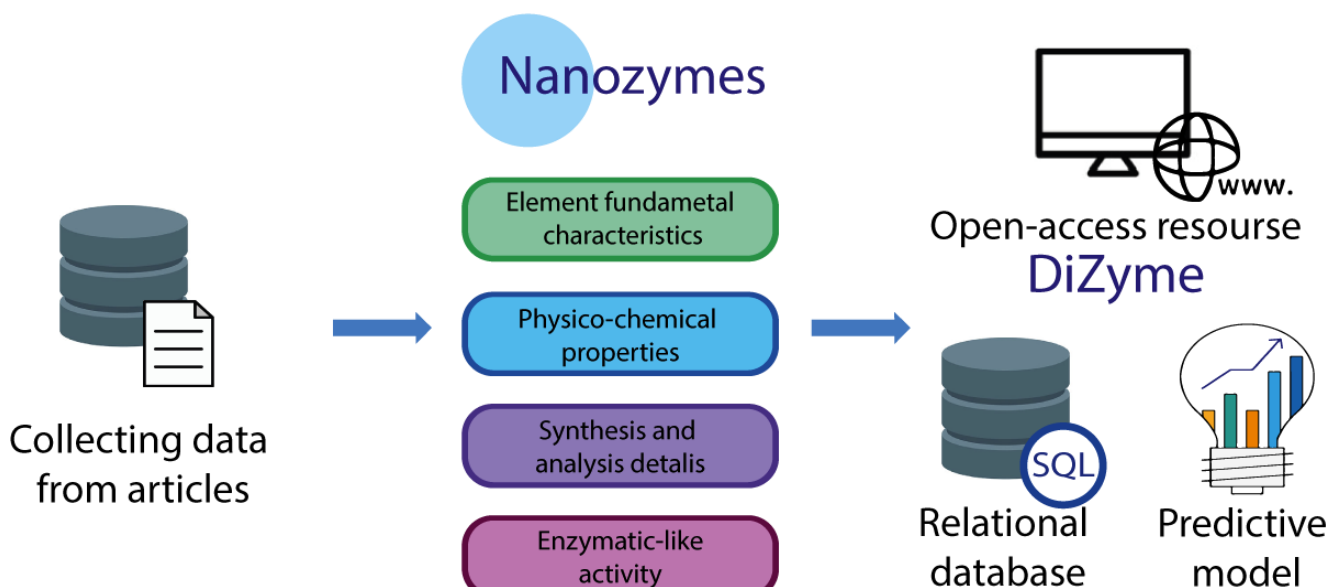 Collecting data
from articles
Nanozymes
Element fundametal
characteristics
Physico-chemical
properties
Synthesis and
analysis detalis
Enzymatic-like
activity
www.
Open-access resourse
DiZyme
SQL
Relational
database
Predictive
model